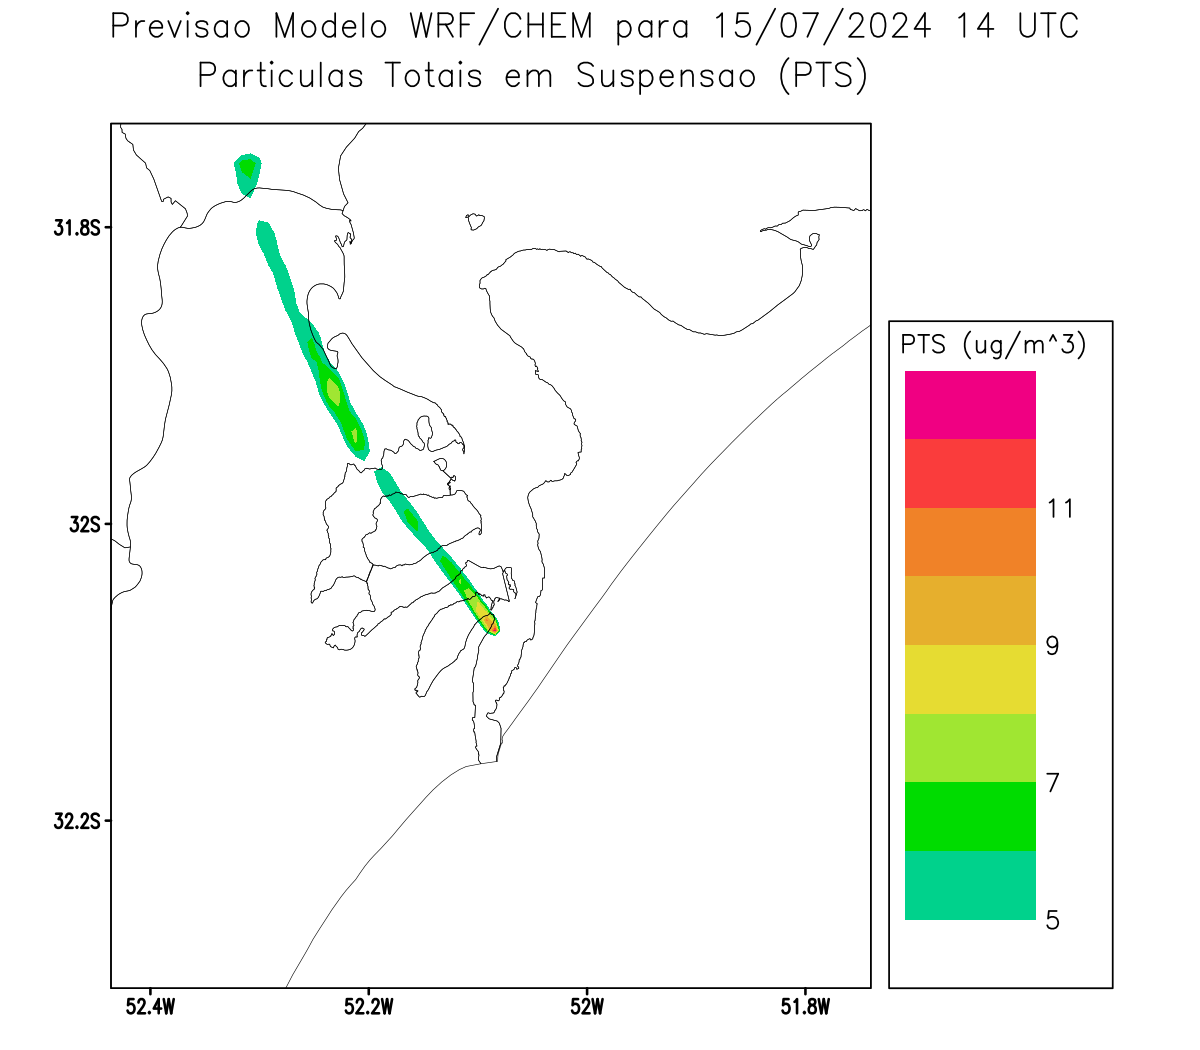 Previsao Modelo WRF/CHEM para 15/07/2024 14 UTC
Particulas Totais em Suspensao (PTS)
31.8S
32S
32.2S
52.4W
52.2W
52W
51.8W
PTS (ug/m^3)
11
9
7
5